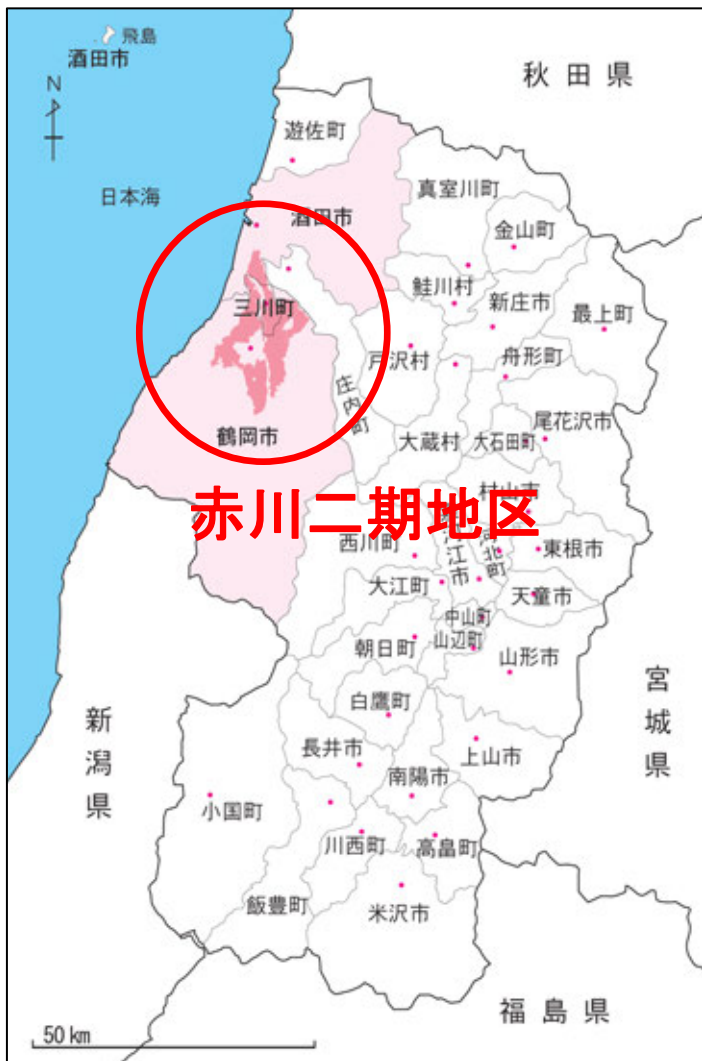 飛島
酒田市
秋田県
N
遊佐町
日本海
酒田市
真室川町
金山町
鮭川村
新庄市
三川町
最上町
戸沢村
舟形町
庄内町
尾花沢市
鶴岡市
大蔵村
大石田町
村山市
赤川二期地区
西川町
江市
河北町
東根市
大江町
天童市
中山町
朝日町
山辺町
山形市
宮城県
白鷹町
新潟県
長井市
上山市
南陽市
小国町
川西町
高畠町
飯豊町
米沢市
福島県
50 km